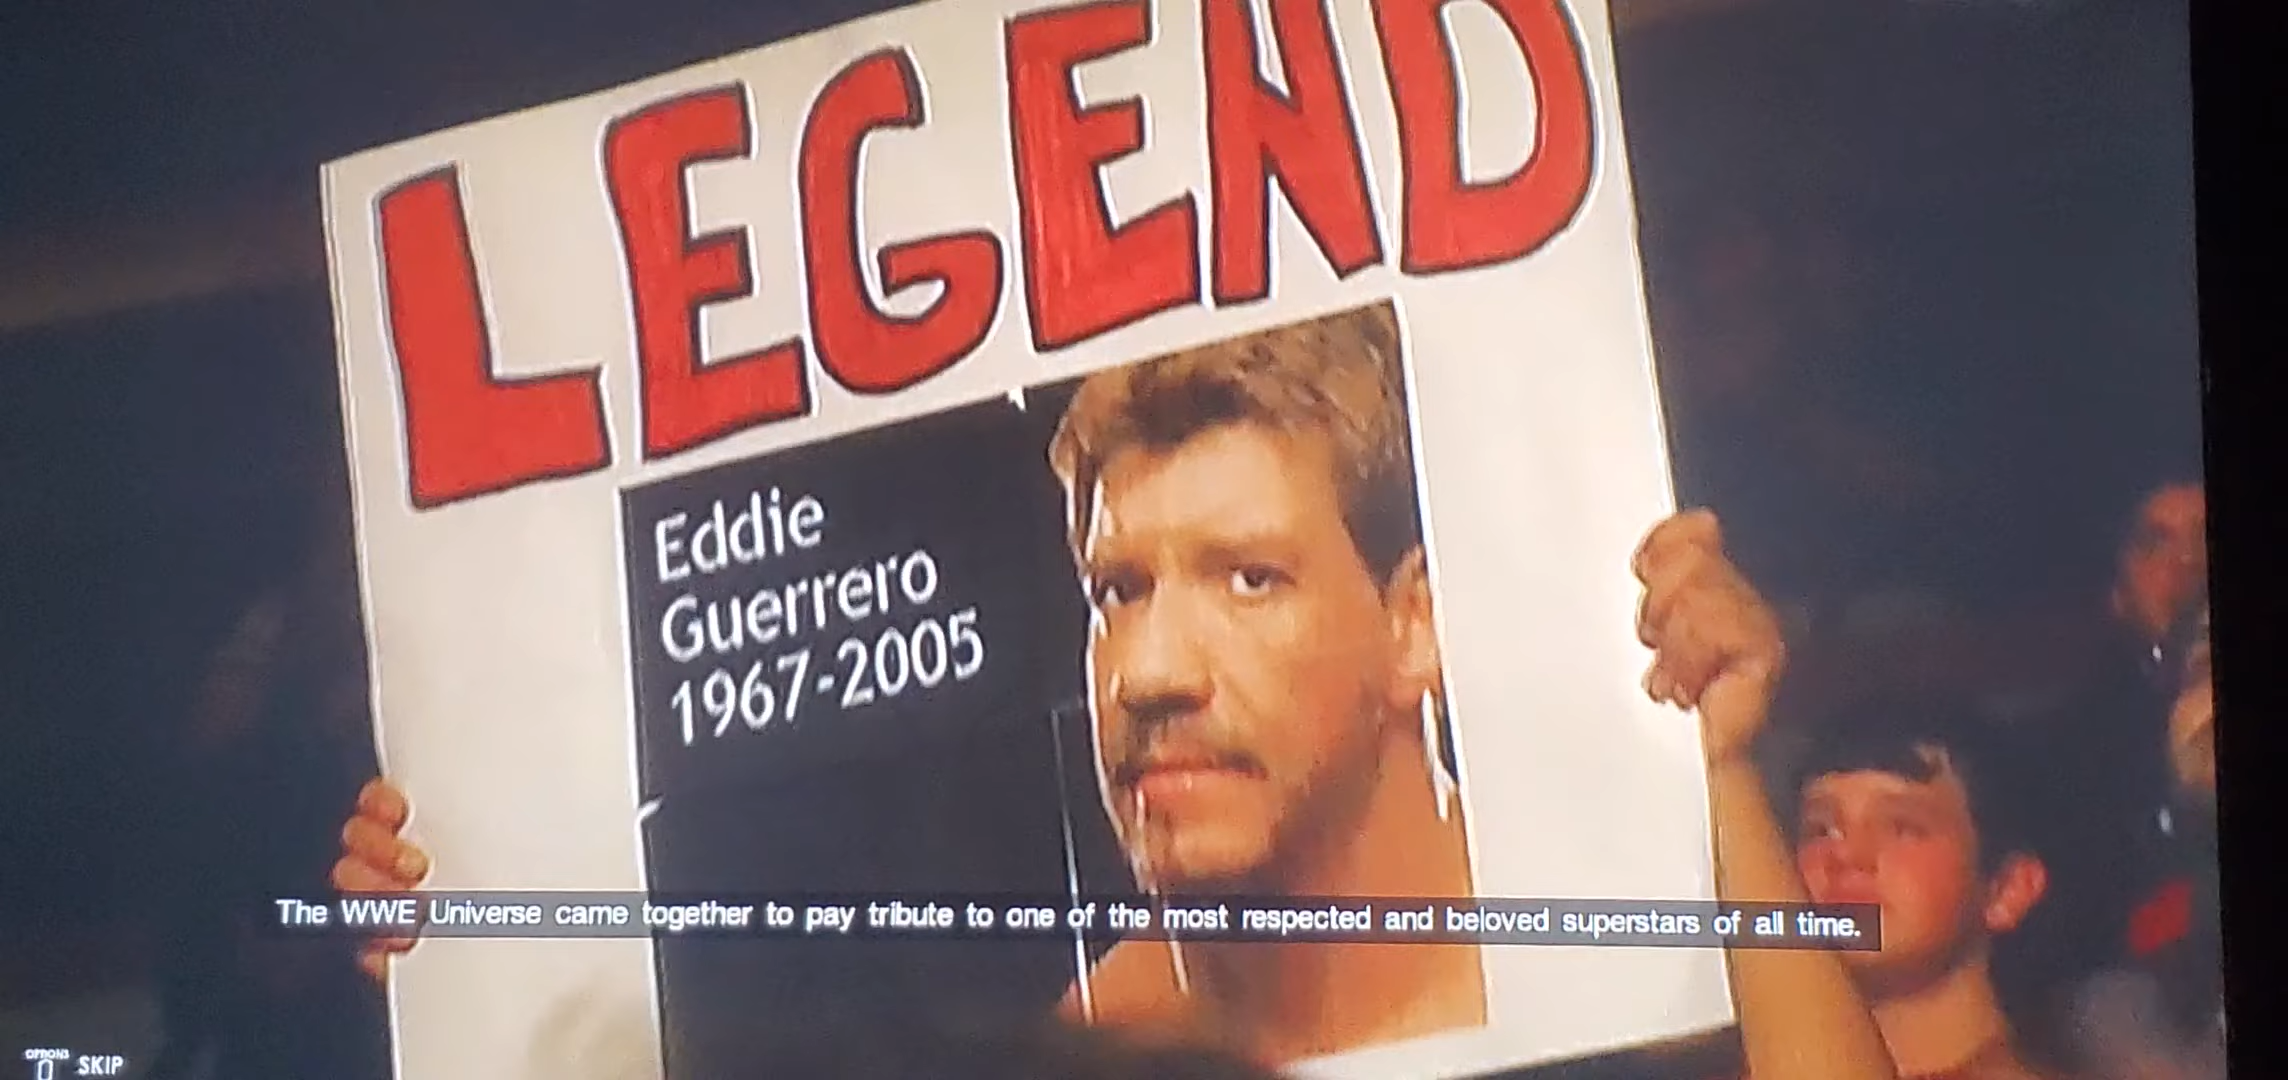 LEGEND
Eddie
Guerrero
1967-2005
The WWE Universe came together to pay tribute to one of the most respected and beloved superstars of all time.
OPTIONS
SKIP